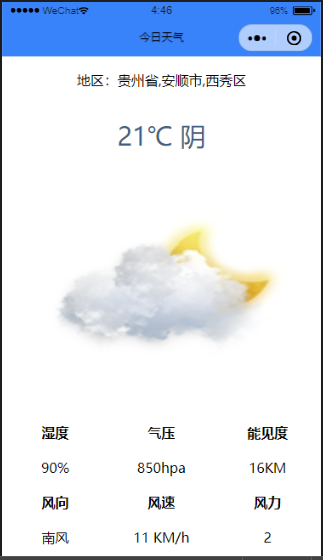 WeChat 4:46 96%
今日天气
地区：贵州省,安顺市,西秀区
21℃ 阴
湿度 气压 能见度
90% 850hpa 16KM
风向 风速 风力
南风 11 KM/h 2